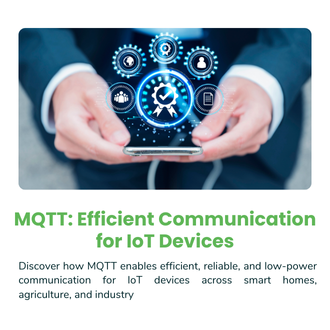 MQTT: Efficient Communication
for IoT Devices
Discover how MQTT enables efficient, reliable, and low-power
communication for IoT devices across smart homes,
agriculture, and industry